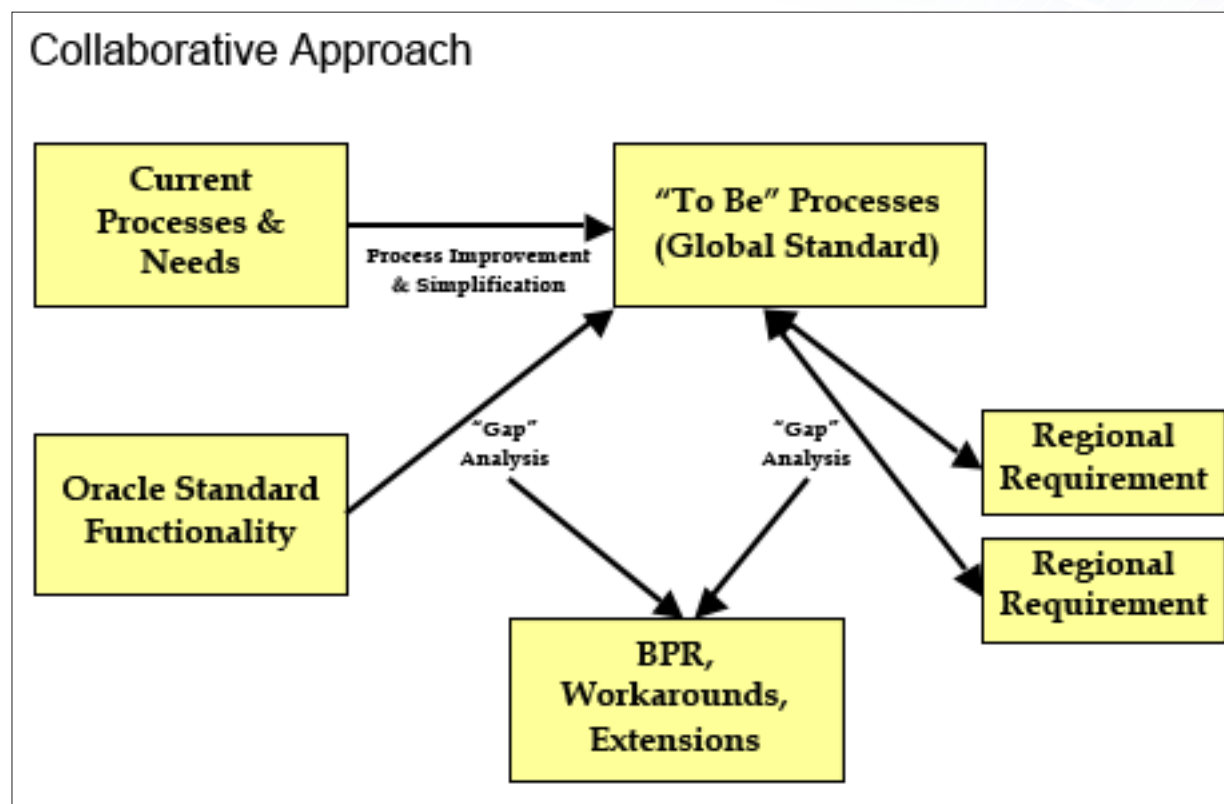 Collaborative Approach
Current
Processes &
Needs
“To Be” Processes
(Global Standard)
Process Improvement
& Simplification
“Gap”
Analysis
“Gap”
Analysis
Oracle Standard
Functionality
Regional
Requirement
Regional
Requirement
BPR,
Workarounds,
Extensions